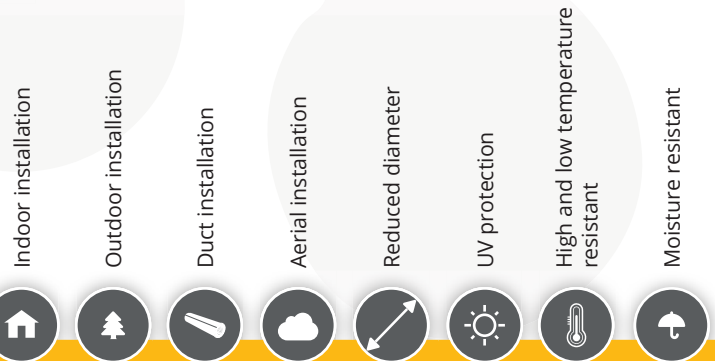 Indoor installation
Outdoor installation
Duct installation
Aerial installation
Reduced diameter
UV protection
High and low temperature
resistant
Moisture resistant